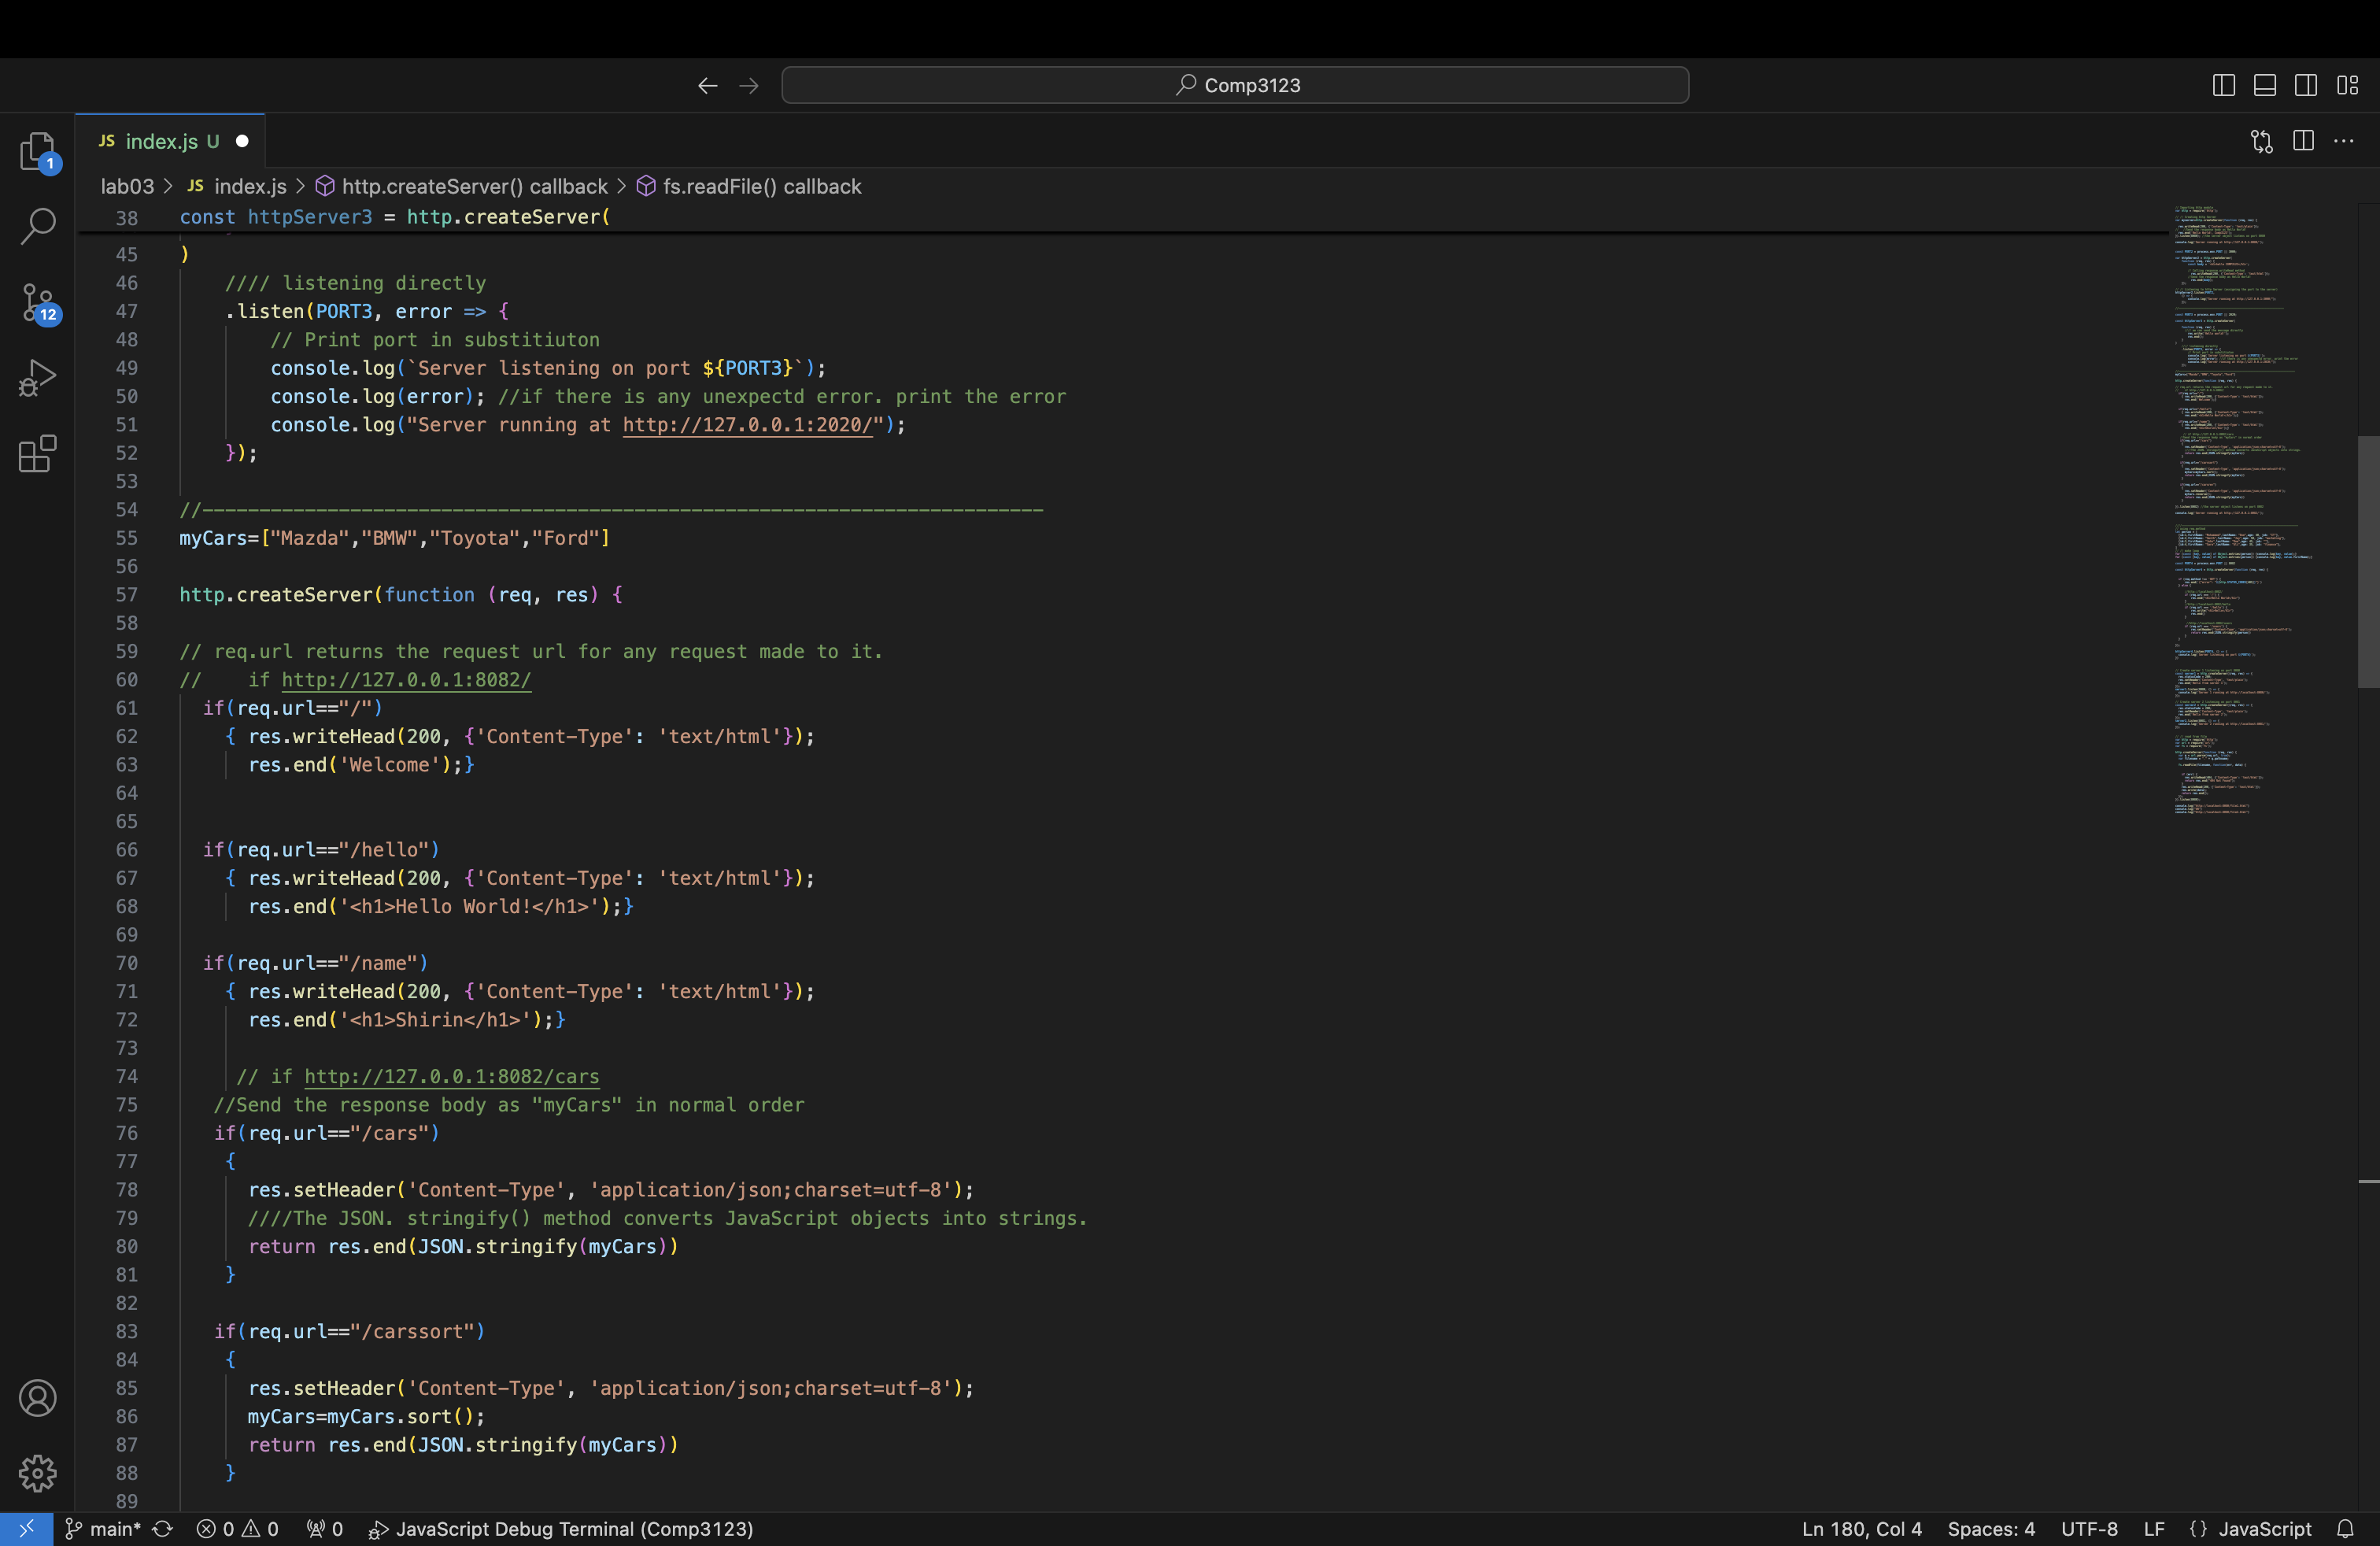 Comp3123
JS index.js U
lab03 > JS index.js > http.createServer() callback > fs.readFile() callback
38 const httpServer3 = http.createServer(
45 )
46 //// listening directly
47 .listen(PORT3, error => {
48 // Print port in substitiuton
49 console.log(`Server listening on port ${PORT3}`);
50 console.log(error); //if there is any unexpectd error. print the error
51 console.log("Server running at http://127.0.0.1:2020/");
52 });
53
54 //--------------------------------------------------------------------------
55 myCars=["Mazda","BMW","Toyota","Ford"]
56
57 http.createServer(function (req, res) {
58
59 // req.url returns the request url for any request made to it.
60 // if http://127.0.0.1:8082/
61 if(req.url=="/")
62 { res.writeHead(200, {'Content-Type': 'text/html'});
63 res.end('Welcome');}
64
65
66 if(req.url=="/hello")
67 { res.writeHead(200, {'Content-Type': 'text/html'});
68 res.end('<h1>Hello World!</h1>');}
69
70 if(req.url=="/name")
71 { res.writeHead(200, {'Content-Type': 'text/html'});
72 res.end('<h1>Shirin</h1>');}
73
74 // if http://127.0.0.1:8082/cars
75 //Send the response body as "myCars" in normal order
76 if(req.url=="/cars")
77 {
78 res.setHeader('Content-Type', 'application/json;charset=utf-8');
79 ////The JSON. stringify() method converts JavaScript objects into strings.
80 return res.end(JSON.stringify(myCars))
81 }
82
83 if(req.url=="/carssort")
84 {
85 res.setHeader('Content-Type', 'application/json;charset=utf-8');
86 myCars=myCars.sort();
87 return res.end(JSON.stringify(myCars))
88 }
89
1
12
main* 0 0 0 JavaScript Debug Terminal (Comp3123) Ln 180, Col 4 Spaces: 4 UTF-8 LF {} JavaScript